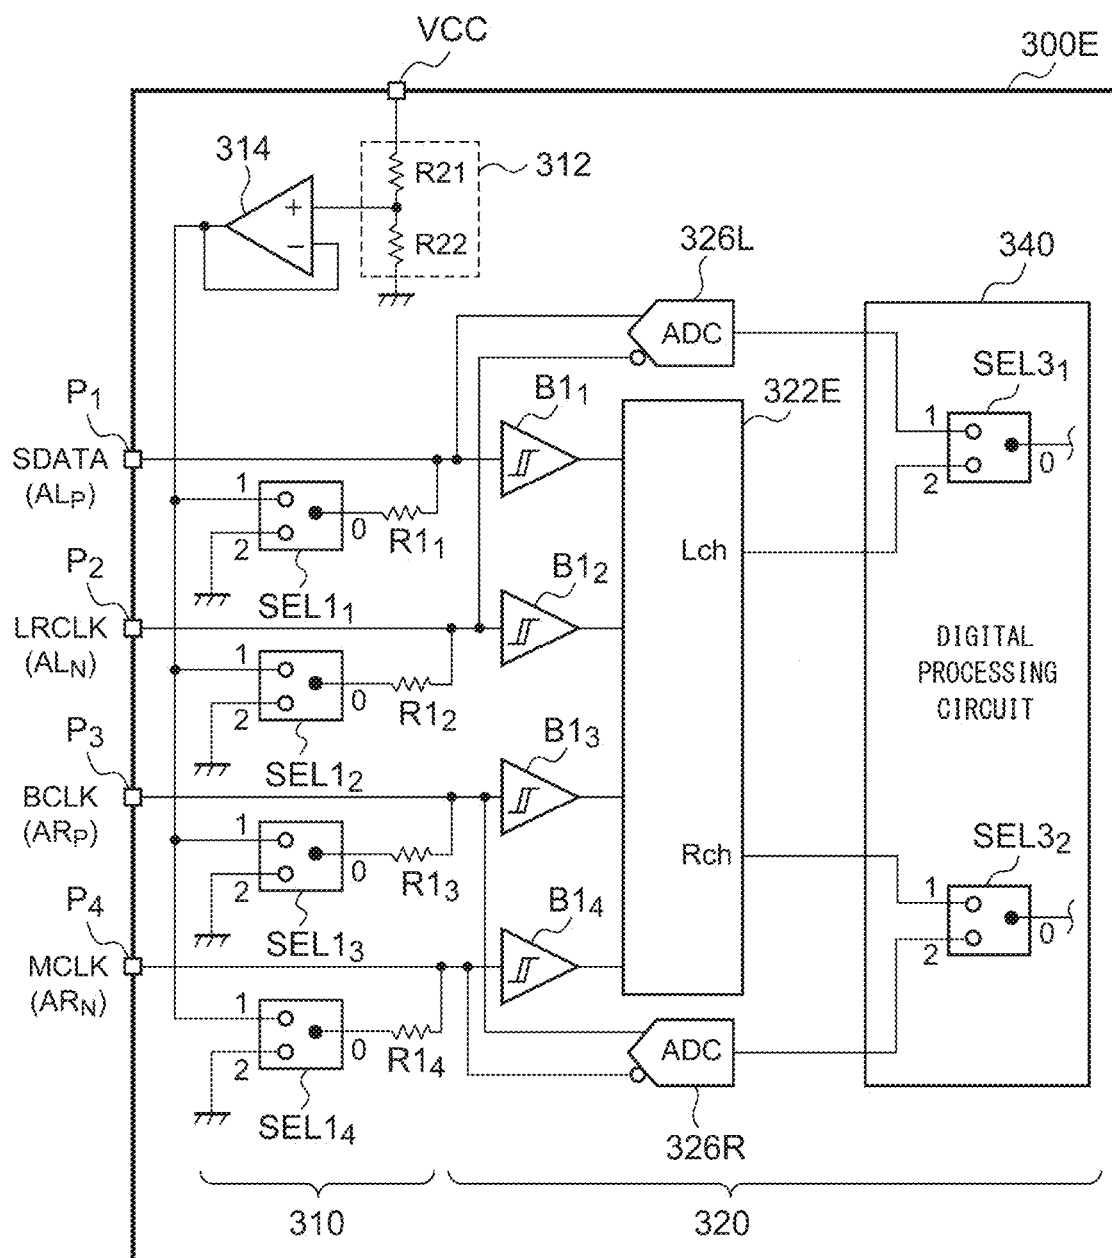 VCC
300E
314
R21
312
R22
326L
340
ADC
P1
B11
322E
SEL31
SDATA
(ALP)
1
2
0
1
2
0
R11
SEL11
P2
B12
Lch
LRCLK
(ALN)
1
2
0
R12
SEL12
DIGITAL
PROCESSING
CIRCUIT
P3
B13
BCLK
(ARP)
1
2
0
R13
SEL13
Rch
SEL32
1
2
0
P4
B14
MCLK
(ARN)
1
2
0
R14
SEL14
ADC
326R
310
320